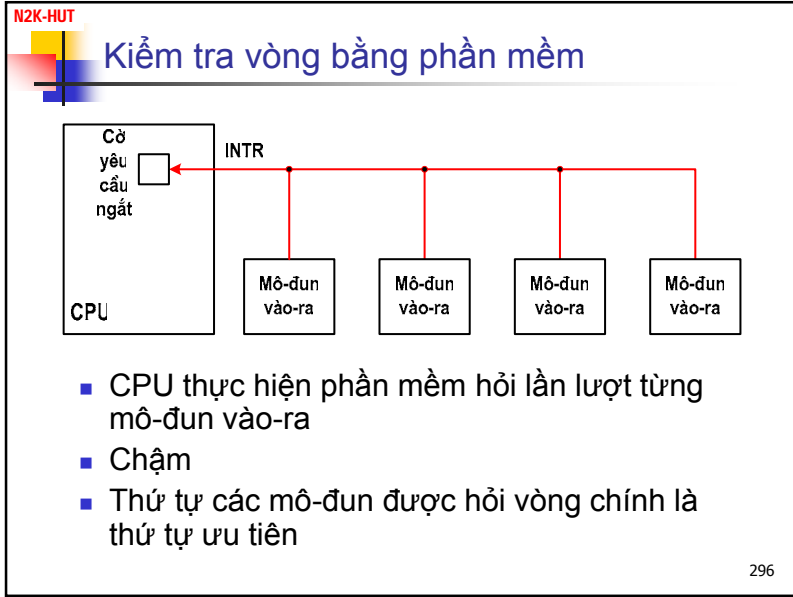 N2K-HUT
Kiểm tra vòng bằng phần mềm
Cờ
yêu
cẩu
ngắt
INTR
CPU
Mô-đun
vào-ra
Mô-đun
vào-ra
Mô-đun
vào-ra
Mô-đun
vào-ra
CPU thực hiện phần mềm hỏi lần lượt từng
mô-đun vào-ra
Chậm
Thứ tự các mô-đun được hỏi vòng chính là
thứ tự ưu tiên
296